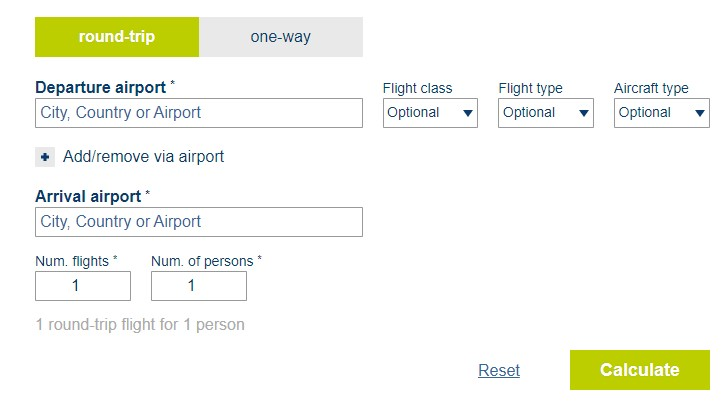 round-trip one-way
Departure airport * Flight class Flight type Aircraft type
City, Country or Airport Optional Optional Optional
Add/remove via airport
Arrival airport *
City, Country or Airport
Num. flights * Num. of persons *
1 1
1 round-trip flight for 1 person
Reset Calculate